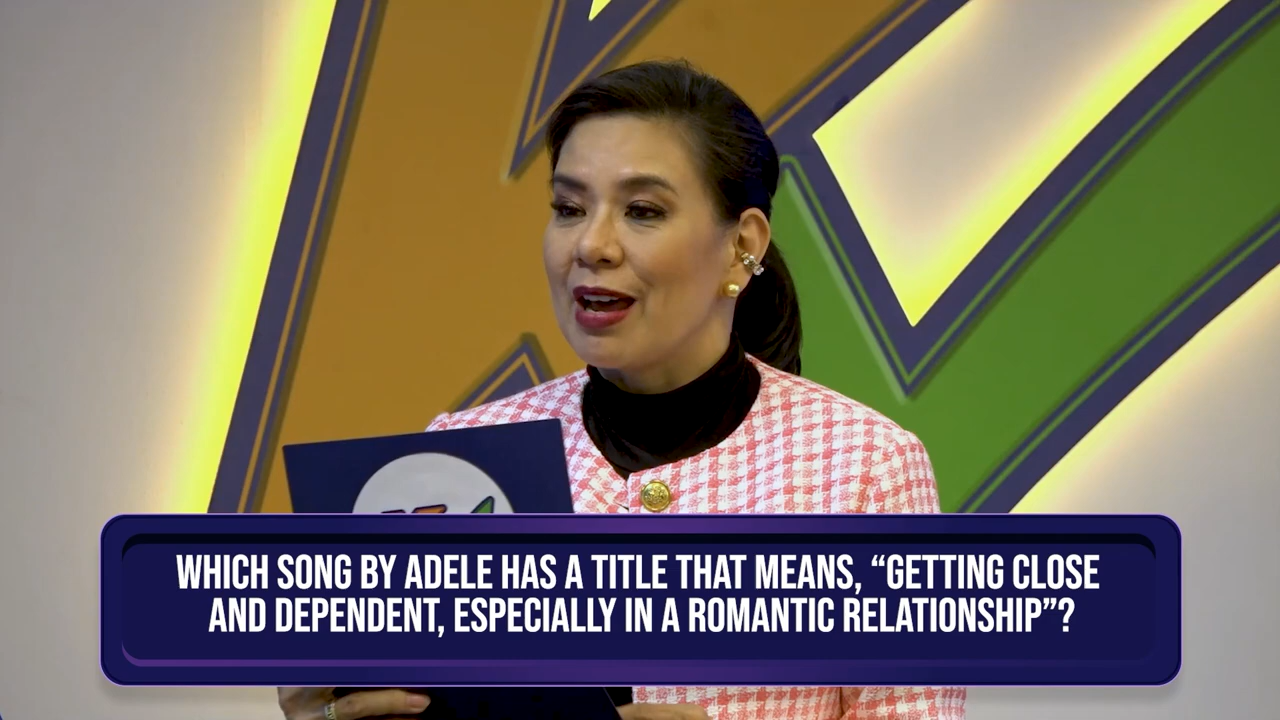 WHICH SONG BY ADELE HAS A TITLE THAT MEANS, “GETTING CLOSE
AND DEPENDENT, ESPECIALLY IN A ROMANTIC RELATIONSHIP”?